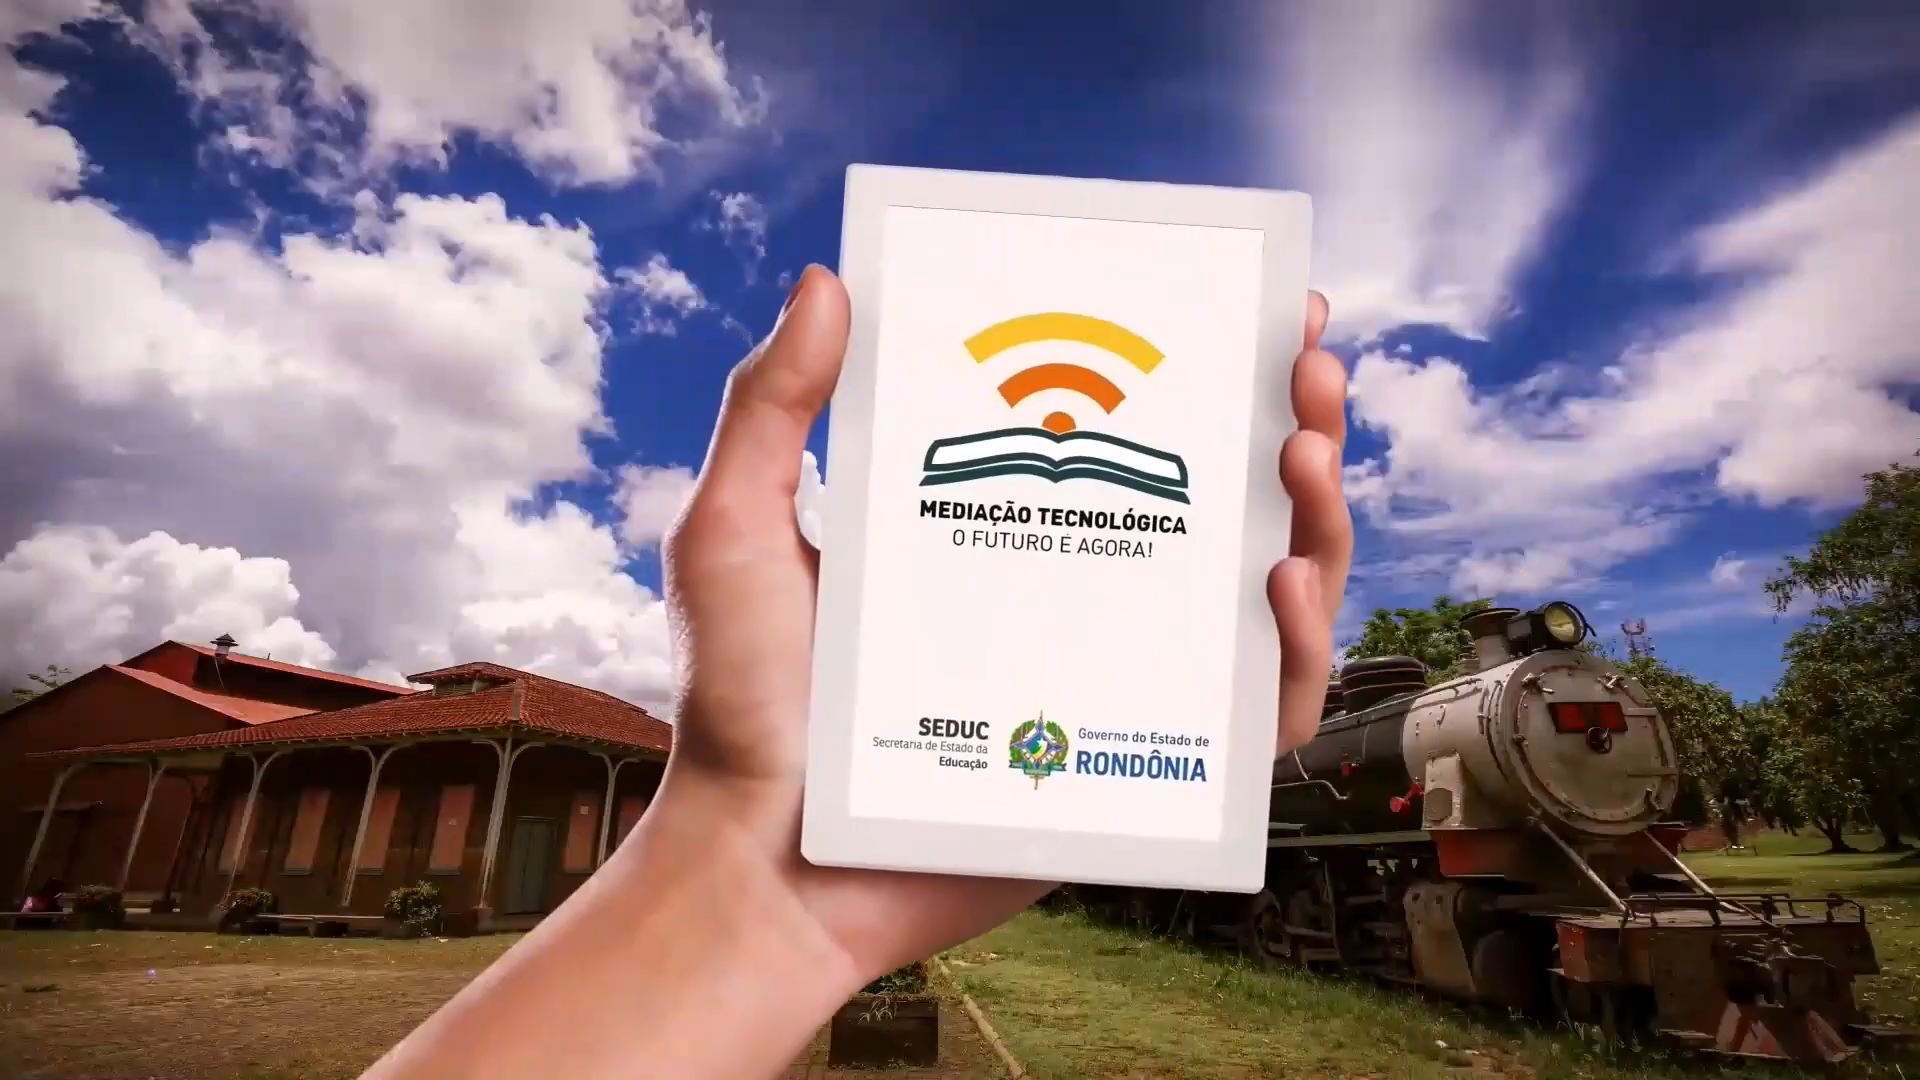 MEDIAÇÃO TECNOLÓGICA
O FUTURO É AGORA!
SEDUC
Secretaria de Estado da
Educação
Governo do Estado de
RONDÔNIA